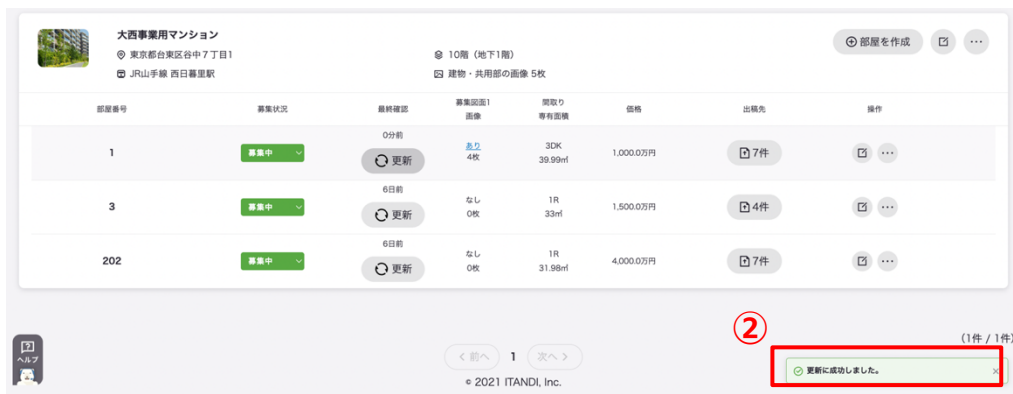 大西事業用マンション
東京都台東区谷中7丁目1
JR山手線 西日暮里駅
10階（地下1階）
建物・共用部の画像 5枚
部屋を作成
部屋番号 募集状況 最終確認 募集図面1 画像 間取り 専有面積 価格 出稿先 操作
1 募集中 0分前 更新 あり 4枚 3DK 39.99㎡ 1,000.0万円 7件
3 募集中 6日前 更新 なし 0枚 1R 33㎡ 1,500.0万円 4件
202 募集中 6日前 更新 なし 0枚 1R 31.98㎡ 4,000.0万円 7件
②
(1件 / 1件)
ヘルプ
< 前へ 1 次へ >
更新に成功しました。 ×
© 2021 ITANDI, Inc.